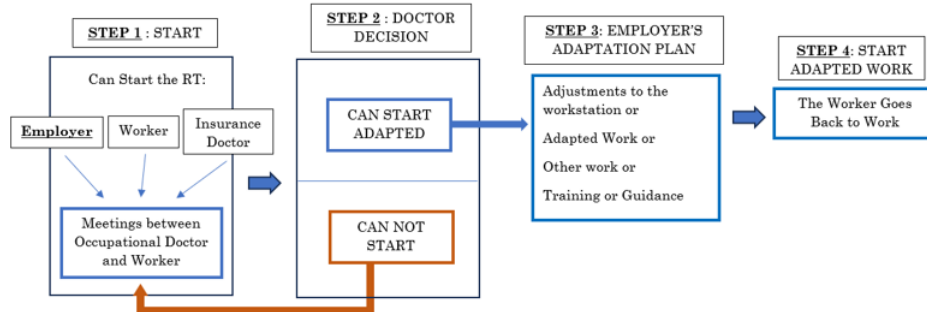 STEP 1 : START
Can Start the RT:
Employer
Worker
Insurance
Doctor
Meetings between
Occupational Doctor
and Worker
STEP 2 : DOCTOR
DECISION
CAN START
ADAPTED
CAN NOT
START
STEP 3: EMPLOYER'S
ADAPTATION PLAN
Adjustments to the
workstation or
Adapted Work or
Other work or
Training or Guidance
STEP 4: START
ADAPTED WORK
The Worker Goes
Back to Work